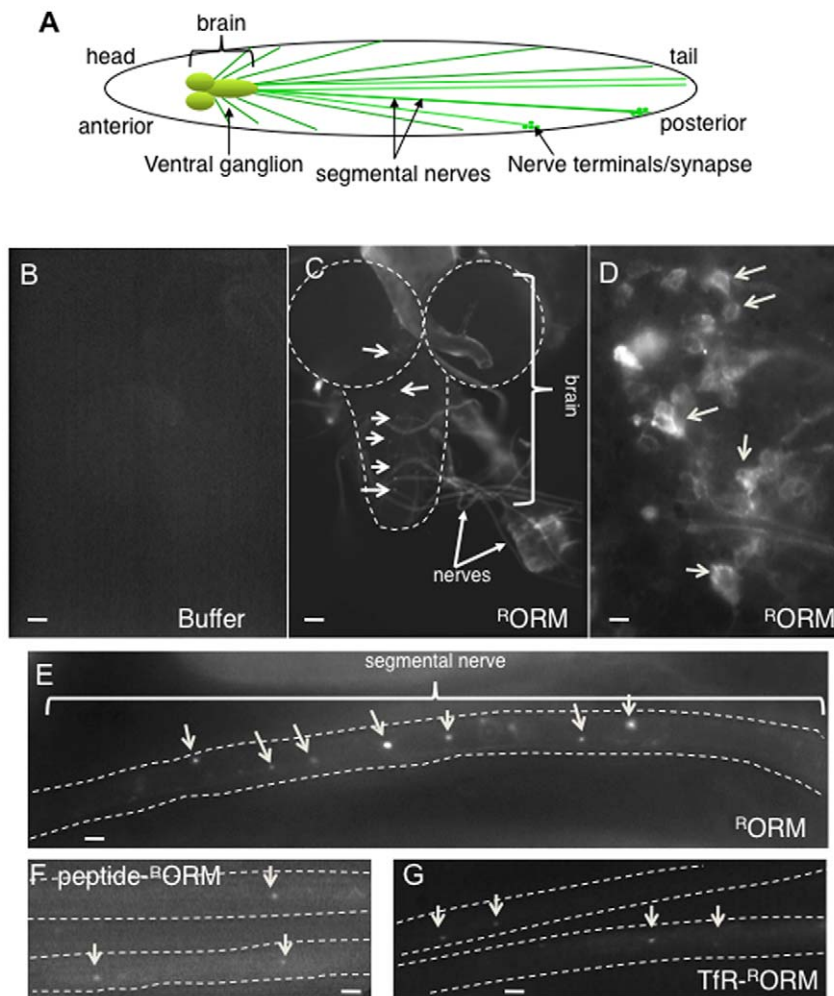 A
brain
head
tail
anterior
posterior
Ventral ganglion
segmental nerves
Nerve terminals/synapse
B
Buffer
C
brain
nerves
ᴿORM
D
ᴿORM
E
segmental nerve
ᴿORM
F peptide-ᴿORM
G
TfR-ᴿORM